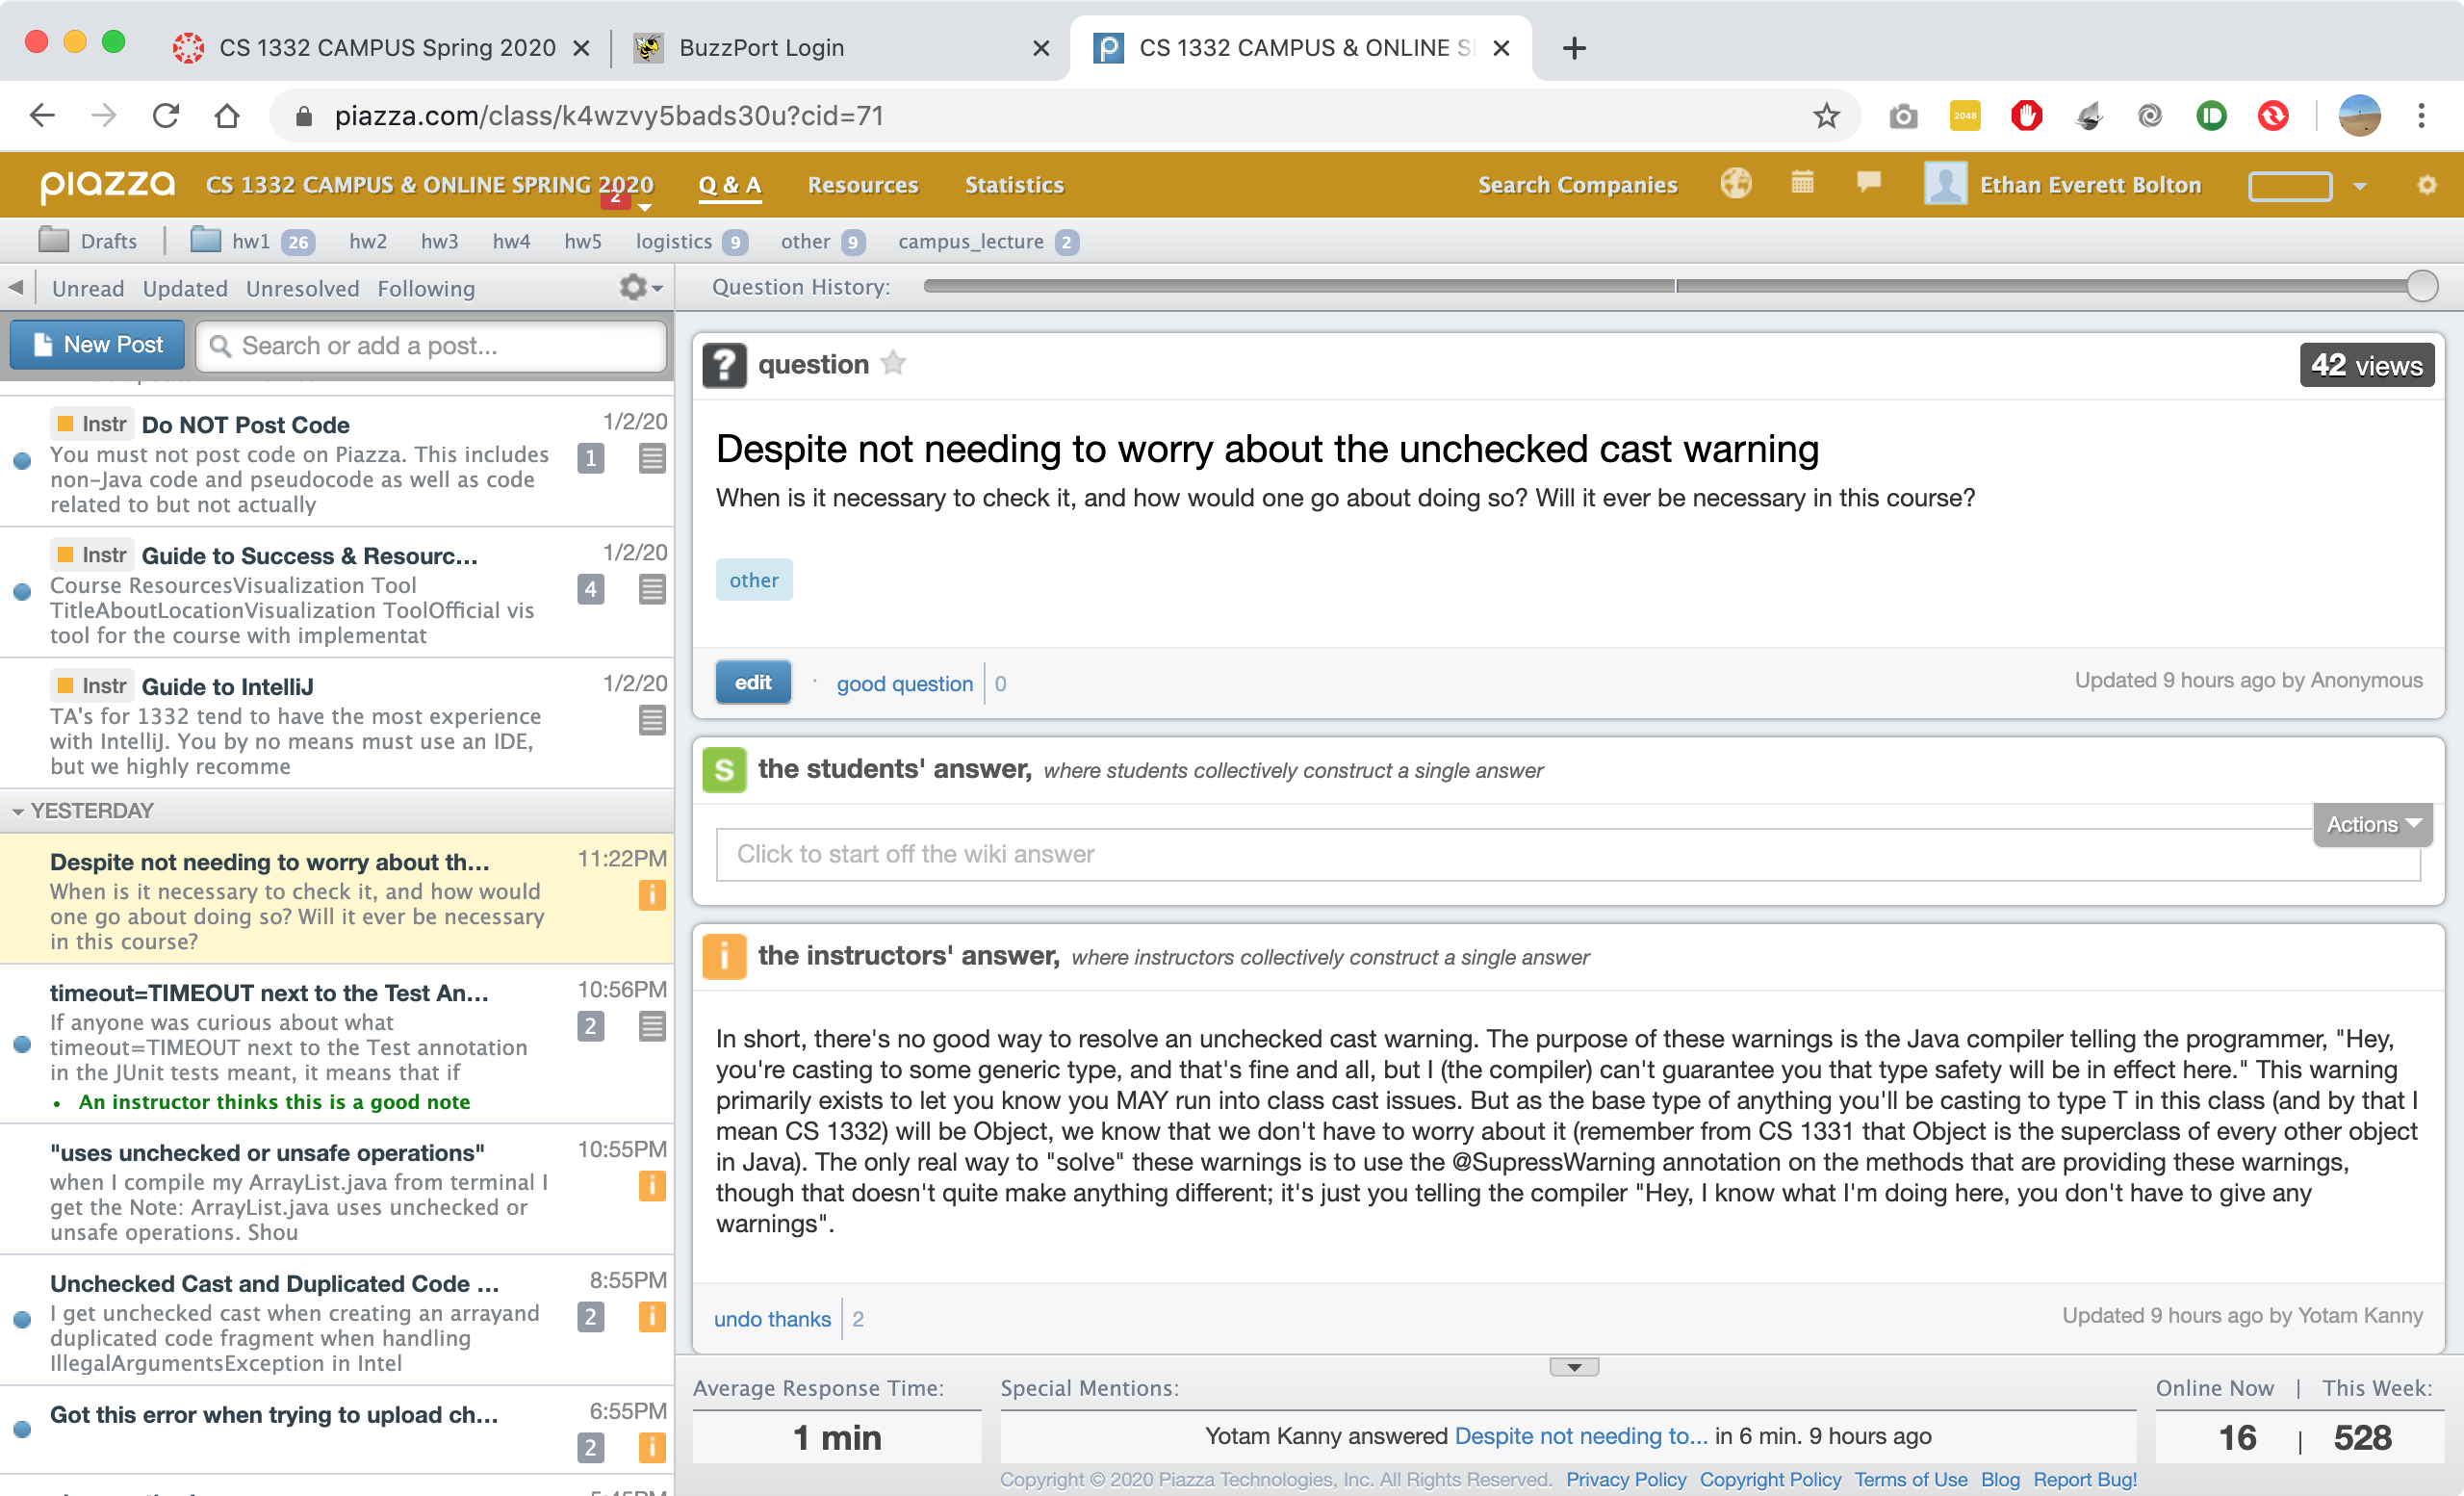 CS 1332 CAMPUS Spring 2020
BuzzPort Login
CS 1332 CAMPUS & ONLINE
piazza.com/class/k4wzvy5bads30u?cid=71
2048
piazza CS 1332 CAMPUS & ONLINE SPRING 2020 2 Q & A Resources Statistics Search Companies Ethan Everett Bolton
Drafts hw1 26 hw2 hw3 hw4 hw5 logistics 9 other 9 campus_lecture 2
Unread Updated Unresolved Following
Question History:
New Post
Search or add a post...
Instr Do NOT Post Code 1/2/20
You must not post code on Piazza. This includes 1
non-Java code and pseudocode as well as code
related to but not actually
Instr Guide to Success & Resourc... 1/2/20
Course ResourcesVisualization Tool 4
TitleAboutLocationVisualization ToolOfficial vis
tool for the course with implementat
Instr Guide to IntelliJ 1/2/20
TA's for 1332 tend to have the most experience
with IntelliJ. You by no means must use an IDE,
but we highly recomme
YESTERDAY
Despite not needing to worry about th... 11:22PM
When is it necessary to check it, and how would i
one go about doing so? Will it ever be necessary
in this course?
timeout=TIMEOUT next to the Test An... 10:56PM
If anyone was curious about what 2
timeout=TIMEOUT next to the Test annotation
in the JUnit tests meant, it means that if
• An instructor thinks this is a good note
"uses unchecked or unsafe operations" 10:55PM
when I compile my ArrayList.java from terminal I i
get the Note: ArrayList.java uses unchecked or
unsafe operations. Shou
Unchecked Cast and Duplicated Code ... 8:55PM
I get unchecked cast when creating an arrayand 2 i
duplicated code fragment when handling
IllegalArgumentsException in Intel
Got this error when trying to upload ch... 6:55PM
2 i
? question 42 views
Despite not needing to worry about the unchecked cast warning
When is it necessary to check it, and how would one go about doing so? Will it ever be necessary in this course?
other
edit · good question 0 Updated 9 hours ago by Anonymous
S the students' answer, where students collectively construct a single answer
Actions
Click to start off the wiki answer
i the instructors' answer, where instructors collectively construct a single answer
In short, there's no good way to resolve an unchecked cast warning. The purpose of these warnings is the Java compiler telling the programmer, "Hey,
you're casting to some generic type, and that's fine and all, but I (the compiler) can't guarantee you that type safety will be in effect here." This warning
primarily exists to let you know you MAY run into class cast issues. But as the base type of anything you'll be casting to type T in this class (and by that I
mean CS 1332) will be Object, we know that we don't have to worry about it (remember from CS 1331 that Object is the superclass of every other object
in Java). The only real way to "solve" these warnings is to use the @SupressWarning annotation on the methods that are providing these warnings,
though that doesn't quite make anything different; it's just you telling the compiler "Hey, I know what I'm doing here, you don't have to give any
warnings".
undo thanks 2 Updated 9 hours ago by Yotam Kanny
Average Response Time: Special Mentions: Online Now | This Week:
1 min Yotam Kanny answered Despite not needing to... in 6 min. 9 hours ago 16 | 528
Copyright © 2020 Piazza Technologies, Inc. All Rights Reserved. Privacy Policy Copyright Policy Terms of Use Blog Report Bug!